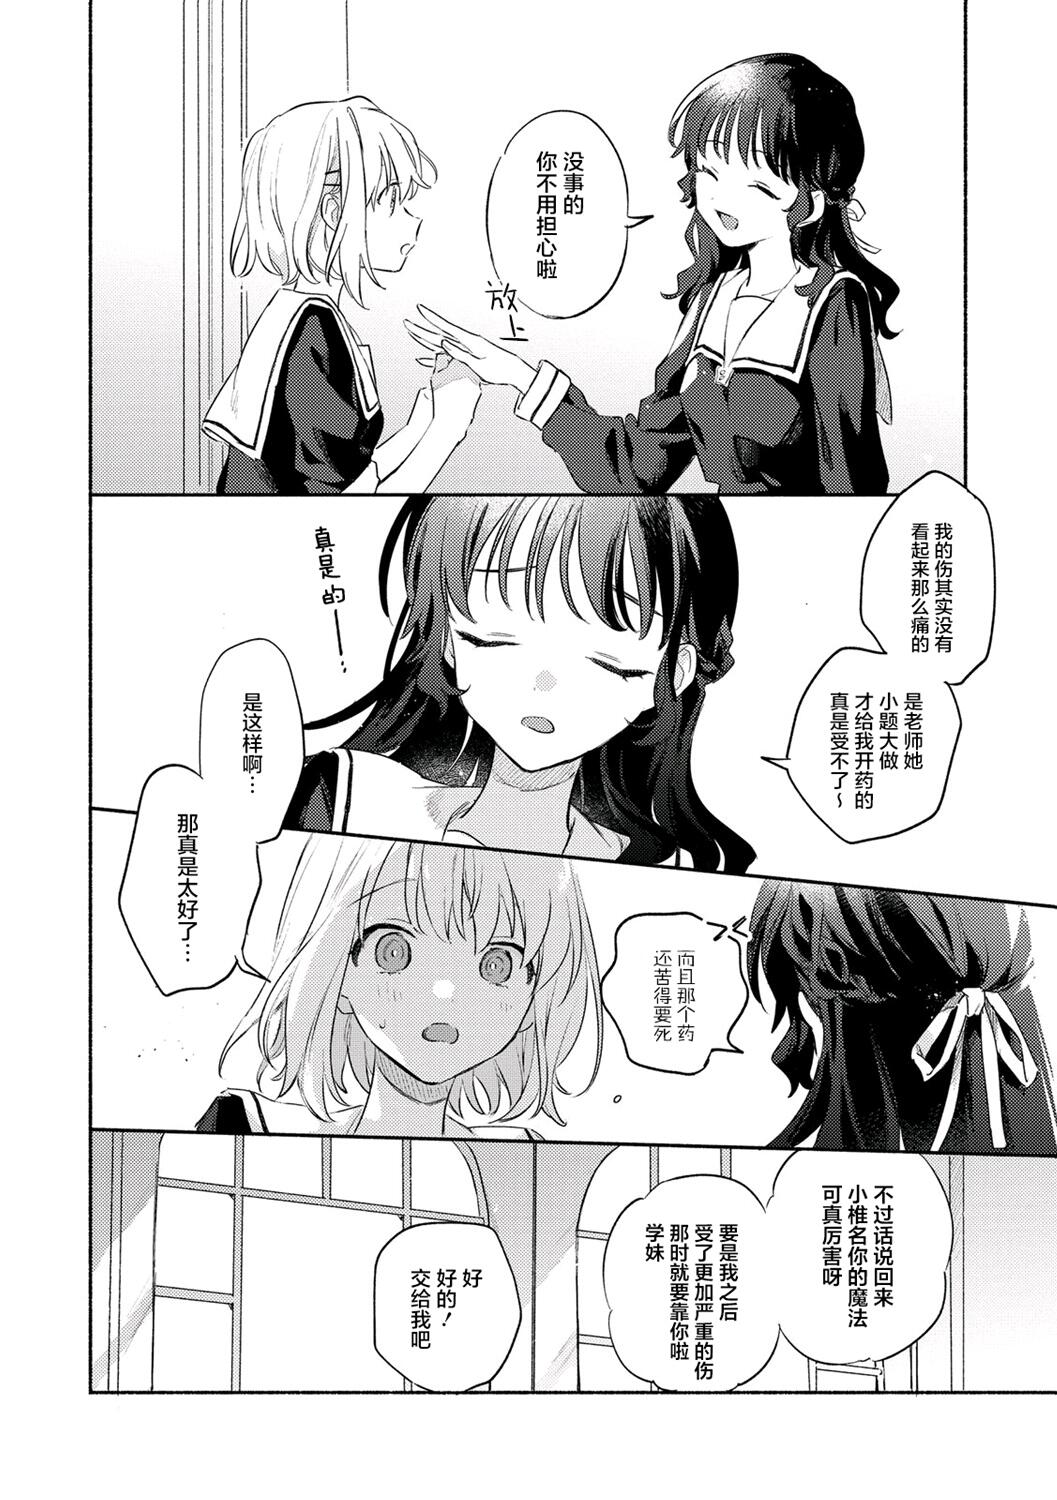 没事的
你不用担心啦
放上
我的伤其实没有
看起来那么痛的
是老师她
小题大做
才给我开药的
真是受不了～
真是的——…
是这样啊…
那真是太好了…
而且那个药
还苦得要死
不过话说回来
小椎名你的魔法
可真厉害呀
要是我之后
受了更加严重的伤
那时就要靠你啦
学妹
好
好的！
交给我吧